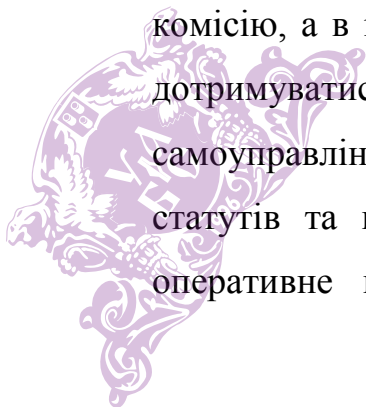 комісію, а в
дотримуватис
самоуправлін
статутів та
оперативне